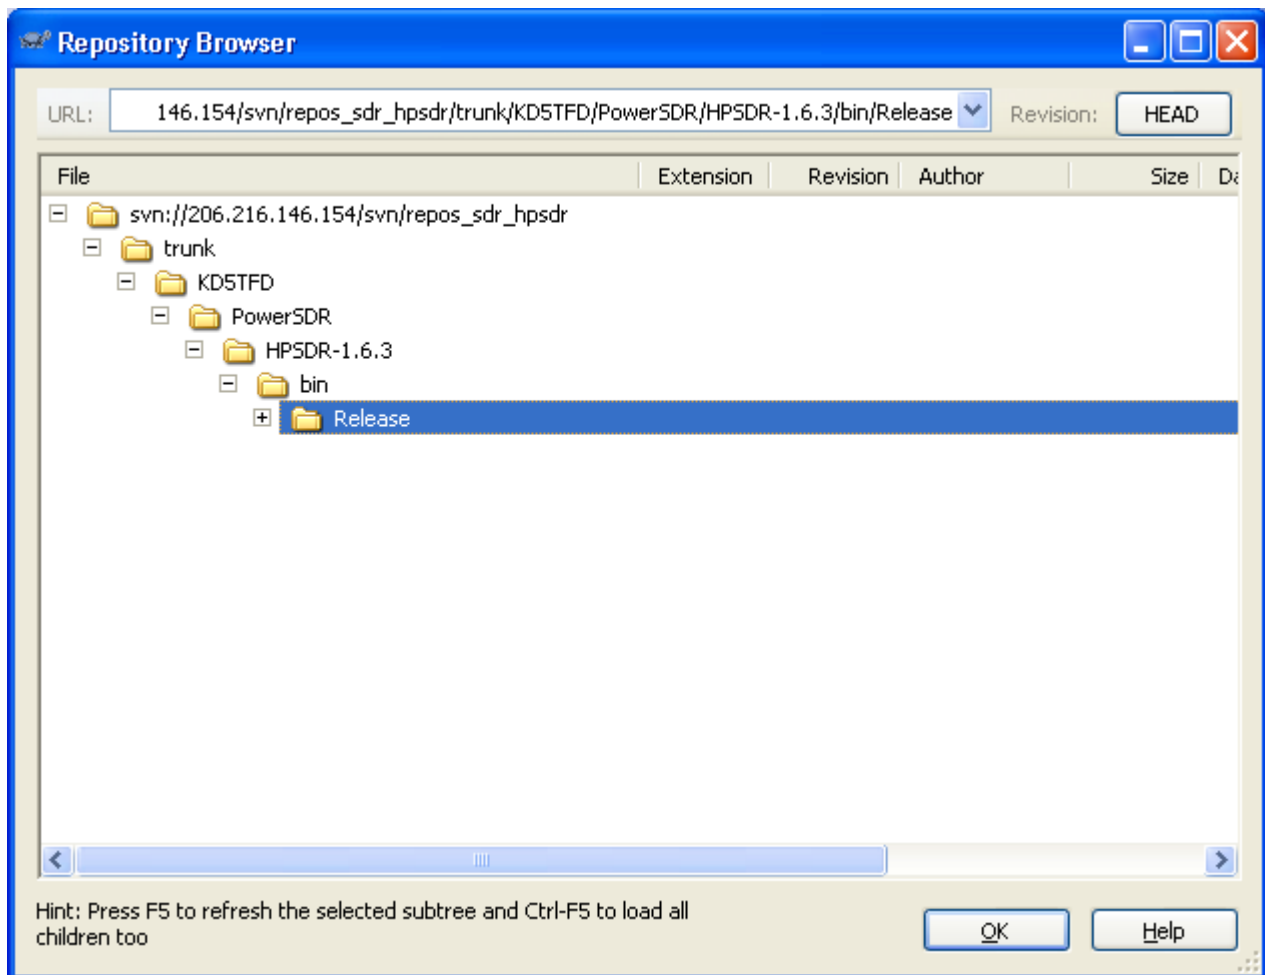 Repository Browser
URL: 146.154/svn/repos_sdr_hpsdr/trunk/KD5TFD/PowerSDR/HPSDR-1.6.3/bin/Release Revision: HEAD
File Extension Revision Author Size Da
svn://206.216.146.154/svn/repos_sdr_hpsdr
trunk
KD5TFD
PowerSDR
HPSDR-1.6.3
bin
Release
Hint: Press F5 to refresh the selected subtree and Ctrl-F5 to load all
children too
OK Help